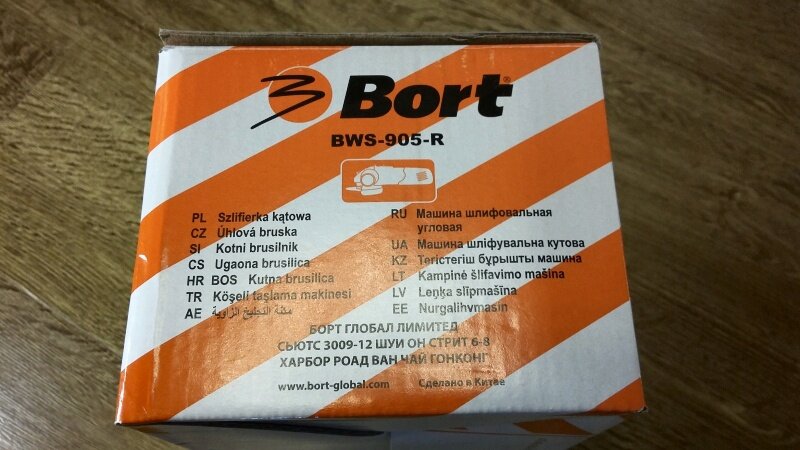 Bort®
BWS-905-R
PL Szlifierka kątowa
CZ Úhlová bruska
SI Kotni brusilnik
CS Ugaona brusilica
HR BOS Kutna brusilica
TR Köşeli taşlama makinesi
AE
RU Машина шлифовальная
угловая
UA Машина шліфувальна кутова
KZ Тегістегіш бұрышты машина
LT Kampinė šlifavimo mašina
LV Leņķa slīpmašīna
EE Nurgalihvmasin
БОРТ ГЛОБАЛ ЛИМИТЕД
СЬЮТС 3009-12 ШУИ ОН СТРИТ 6-8
ХАРБОР РОАД ВАН ЧАЙ ГОНКОНГ
www.bort-global.com Сделано в Китае